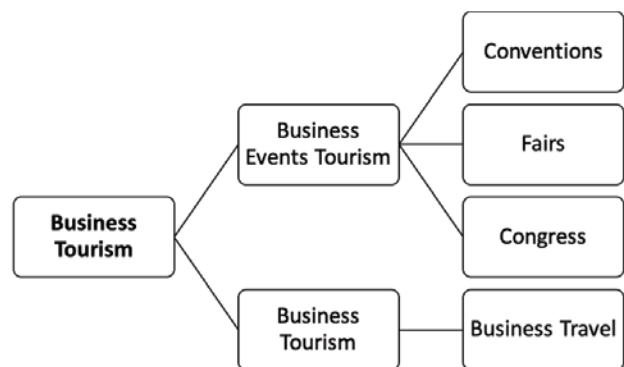 Conventions
Business
Events Tourism
Fairs
Business
Tourism
Congress
Business
Tourism
Business Travel